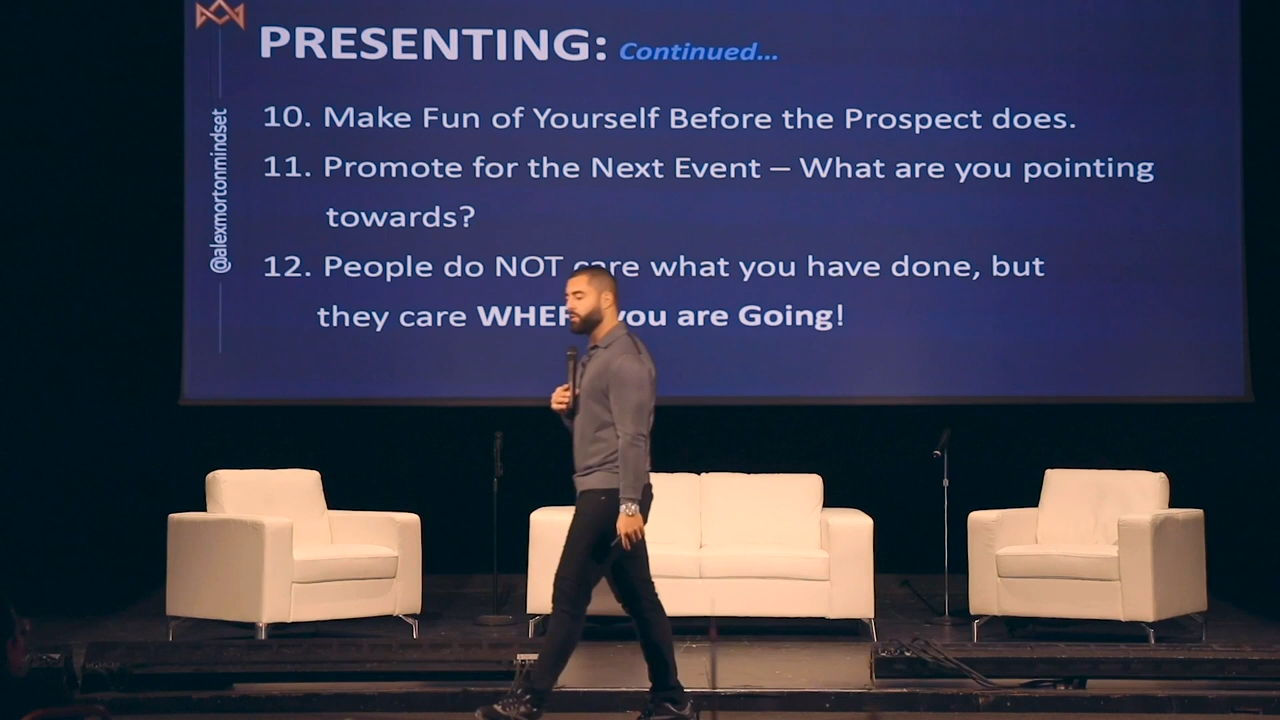 PRESENTING: Continued...
@alexmortonmindset
10. Make Fun of Yourself Before the Prospect does.
11. Promote for the Next Event – What are you pointing
towards?
12. People do NOT care what you have done, but
they care you are Going!